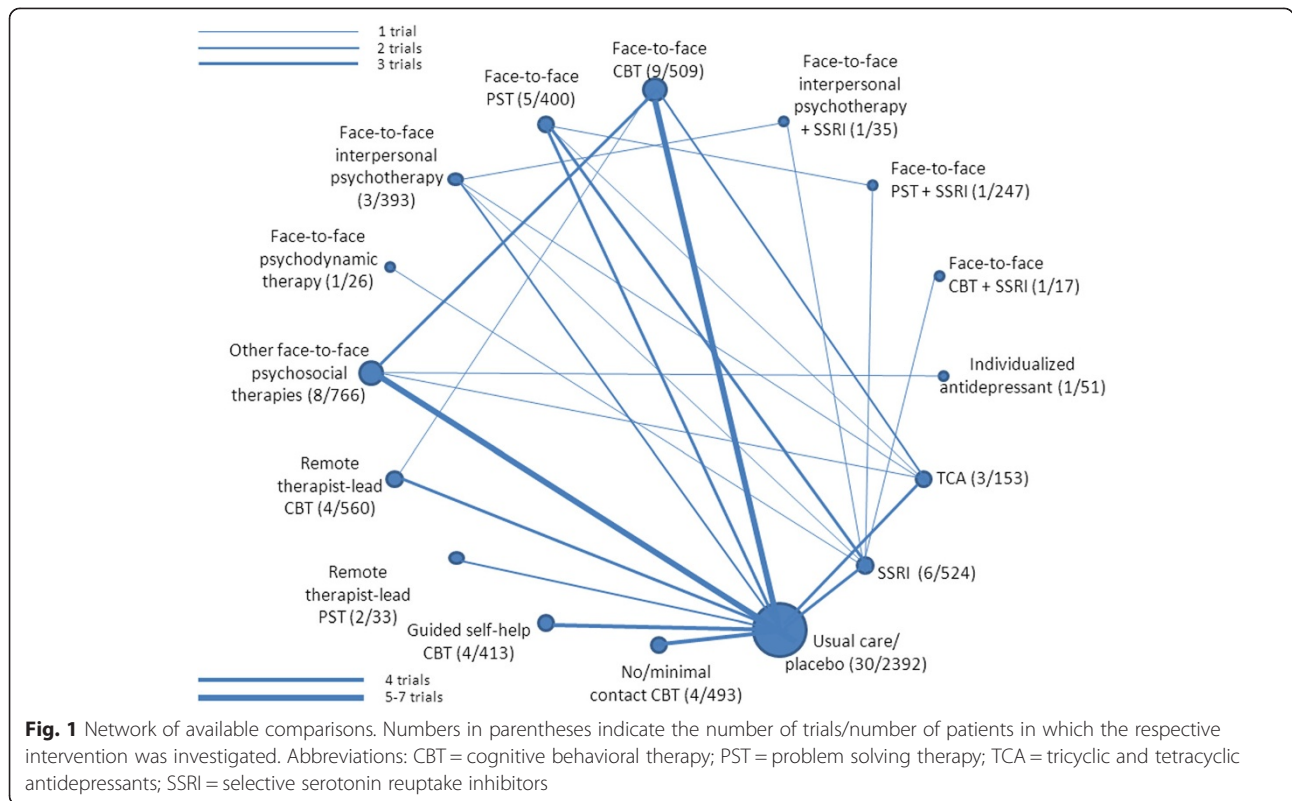 1 trial
2 trials
3 trials
Face-to-face
CBT (9/509)
Face-to-face
PST (5/400)
Face-to-face
interpersonal
psychotherapy
+ SSRI (1/35)
Face-to-face
interpersonal
psychotherapy
(3/393)
Face-to-face
PST + SSRI (1/247)
Face-to-face
psychodynamic
therapy (1/26)
Face-to-face
CBT + SSRI (1/17)
Other face-to-face
psychosocial
therapies (8/766)
Individualized
antidepressant (1/51)
Remote
therapist-lead
CBT (4/560)
TCA (3/153)
SSRI (6/524)
Remote
therapist-lead
PST (2/33)
Guided self-help
CBT (4/413)
No/minimal
contact CBT (4/493)
Usual care/
placebo (30/2392)
4 trials
5-7 trials
Fig. 1 Network of available comparisons. Numbers in parentheses indicate the number of trials/number of patients in which the respective
intervention was investigated. Abbreviations: CBT = cognitive behavioral therapy; PST = problem solving therapy; TCA = tricyclic and tetracyclic
antidepressants; SSRI = selective serotonin reuptake inhibitors